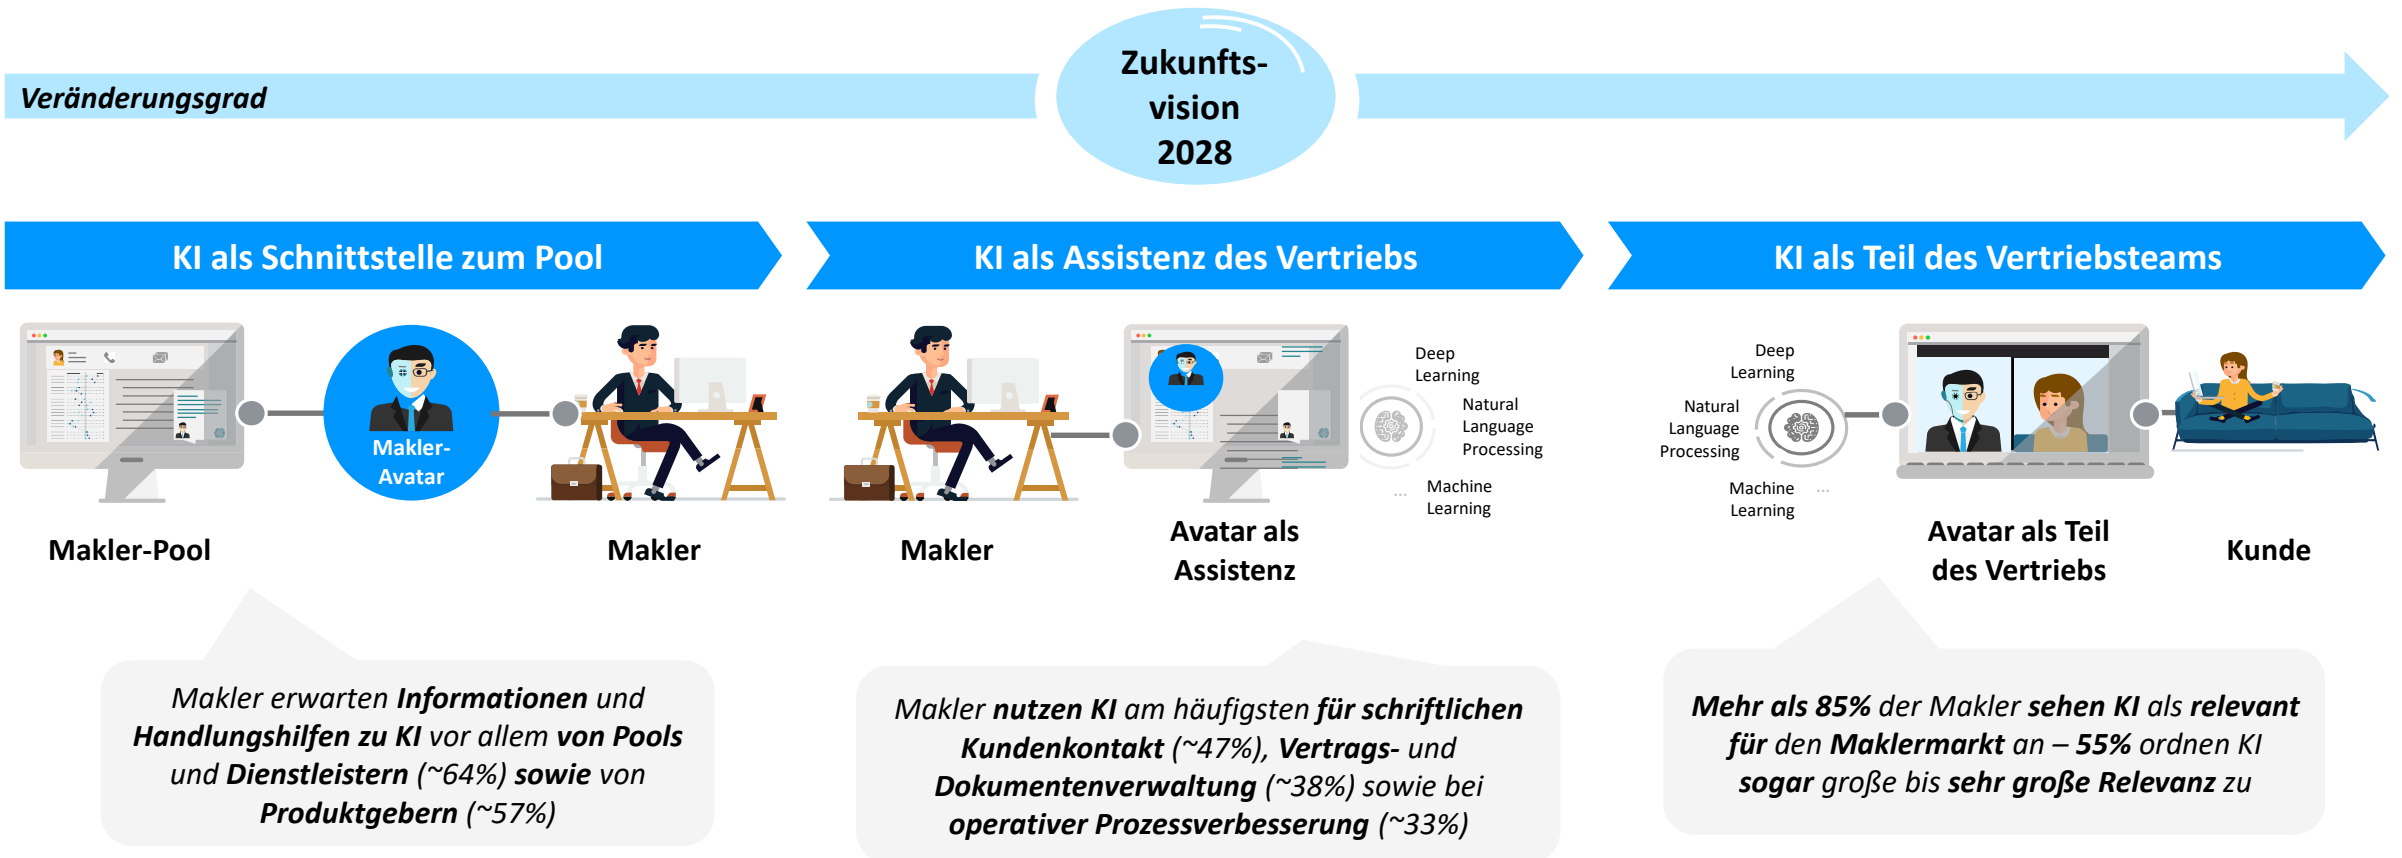 Zukunfts-
vision
2028
Veränderungsgrad
KI als Schnittstelle zum Pool
KI als Assistenz des Vertriebs
KI als Teil des Vertriebsteams
Makler-
Avatar
Makler-Pool
Makler
Makler
Deep
Learning
Natural
Language
Processing
... Machine
Learning
Avatar als
Assistenz
Deep
Learning
Natural
Language
Processing
Machine ...
Learning
Avatar als Teil
des Vertriebs
Kunde
Makler erwarten Informationen und
Handlungshilfen zu KI vor allem von Pools
und Dienstleistern (~64%) sowie von
Produktgebern (~57%)
Makler nutzen KI am häufigsten für schriftlichen
Kundenkontakt (~47%), Vertrags- und
Dokumentenverwaltung (~38%) sowie bei
operativer Prozessverbesserung (~33%)
Mehr als 85% der Makler sehen KI als relevant
für den Maklermarkt an – 55% ordnen KI
sogar große bis sehr große Relevanz zu